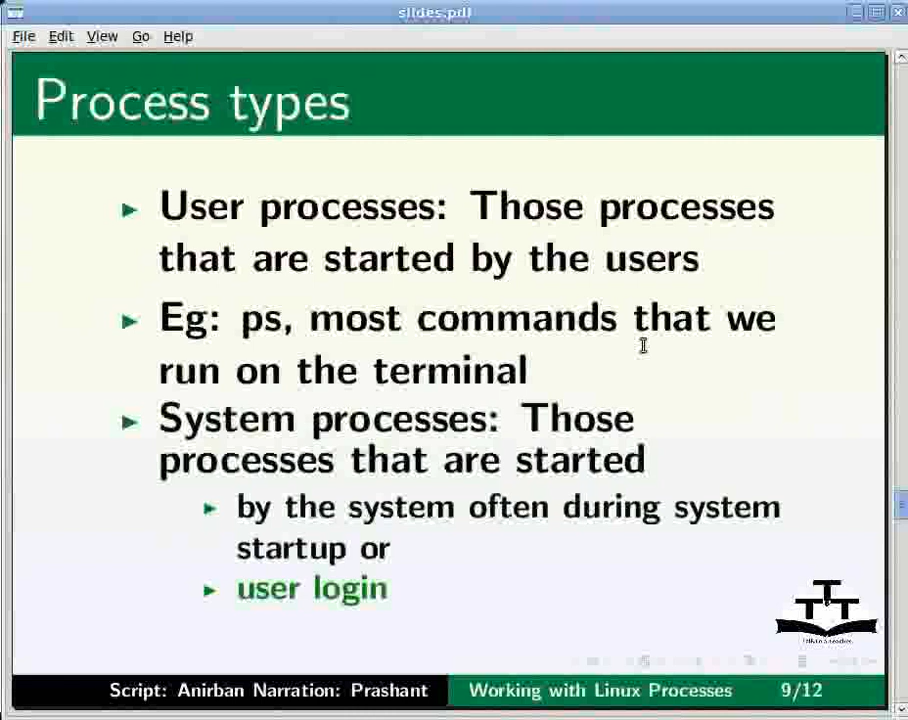 slides.pdf
File Edit View Go Help
Process types
User processes: Those processes
that are started by the users
Eg: ps, most commands that we
run on the terminal
System processes: Those
processes that are started
by the system often during system
startup or
user login
TTT
Script: Anirban Narration: Prashant
Working with Linux Processes 9/12